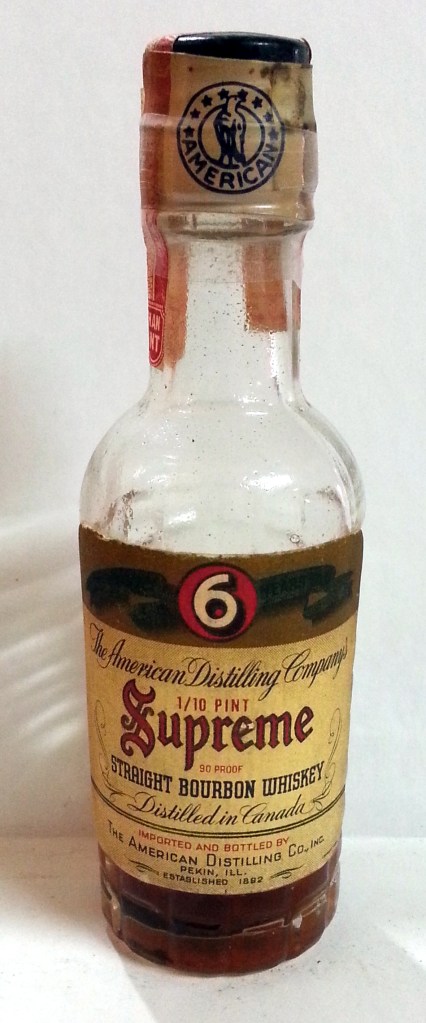 AMERICAN
6
YEARS
The American Distilling Company's
1/10 PINT
Supreme
90 PROOF
STRAIGHT BOURBON WHISKEY
Distilled in Canada
IMPORTED AND BOTTLED BY
THE AMERICAN DISTILLING CO., INC.
PEKIN, ILL.
ESTABLISHED 1892